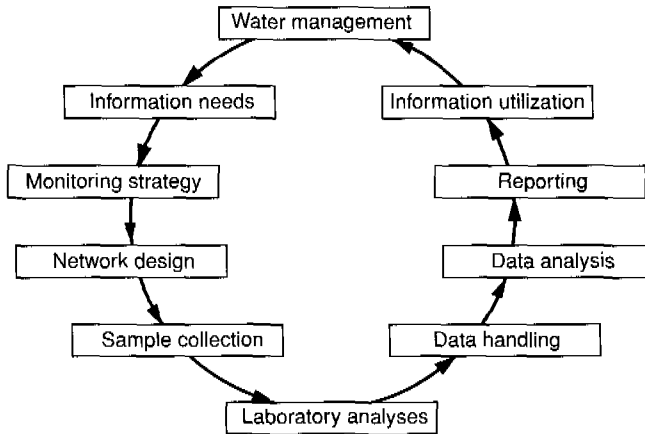 Water management
Information needs
Information utilization
Monitoring strategy
Reporting
Network design
Data analysis
Sample collection
Data handling
Laboratory analyses